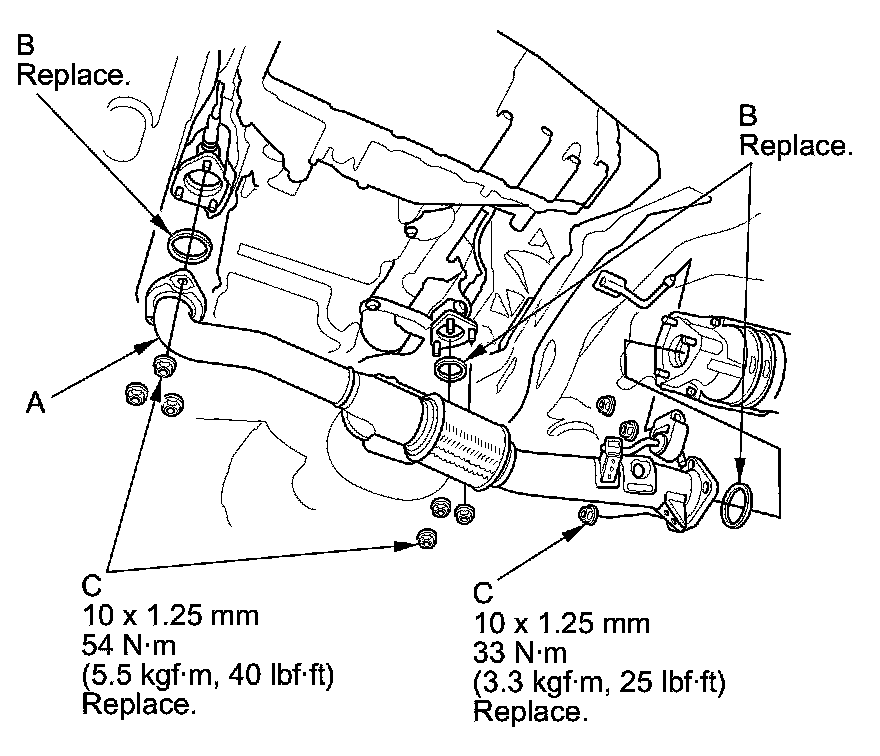 B
Replace.
B
Replace.
A
C
10 x 1.25 mm
54 N·m
(5.5 kgf·m, 40 lbf·ft)
Replace.
C
10 x 1.25 mm
33 N·m
(3.3 kgf·m, 25 lbf·ft)
Replace.